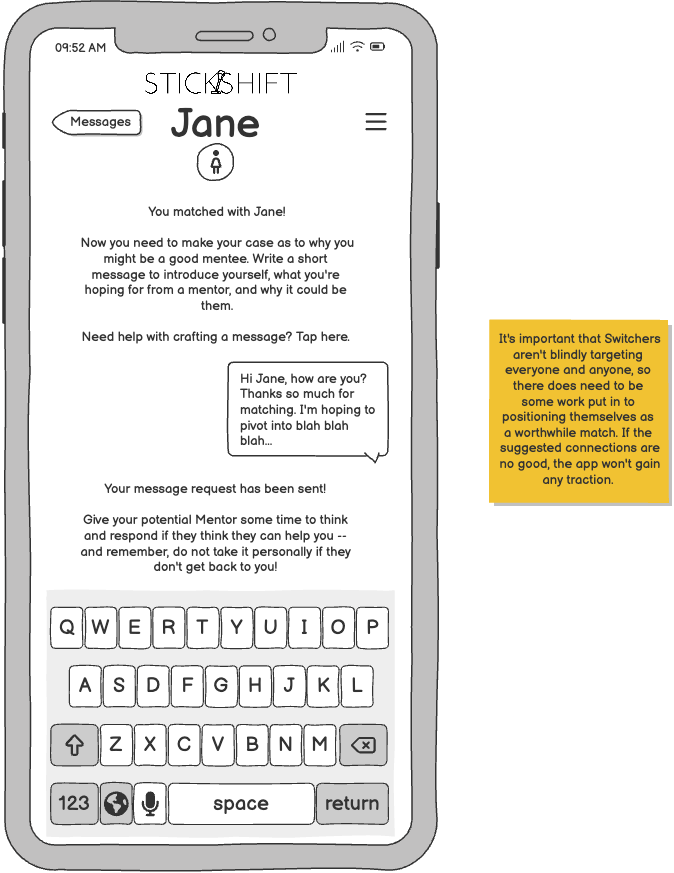 09:52 AM
STICKSHIFT
Messages
Jane
You matched with Jane!
Now you need to make your case as to why you
might be a good mentee. Write a short
message to introduce yourself, what you're
hoping for from a mentor, and why it could be
them.
Need help with crafting a message? Tap here.
Hi Jane, how are you?
Thanks so much for
matching. I'm hoping to
pivot into blah blah
blah...
Your message request has been sent!
Give your potential Mentor some time to think
and respond if they think they can help you --
and remember, do not take it personally if they
don't get back to you!
Q W E R T Y U I O P
A S D F G H J K L
Z X C V B N M
123 space return
It's important that Switchers
aren't blindly targeting
everyone and anyone, so
there does need to be
some work put in to
positioning themselves as
a worthwhile match. If the
suggested connections are
no good, the app won't gain
any traction.